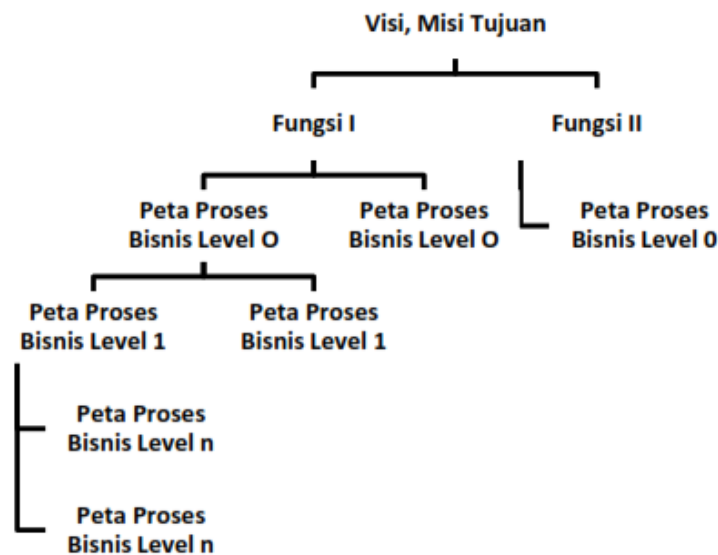 Visi, Misi Tujuan
Fungsi I
Fungsi II
Peta Proses
Bisnis Level O
Peta Proses
Bisnis Level O
Peta Proses
Bisnis Level 0
Peta Proses
Bisnis Level 1
Peta Proses
Bisnis Level 1
Peta Proses
Bisnis Level n
Peta Proses
Bisnis Level n